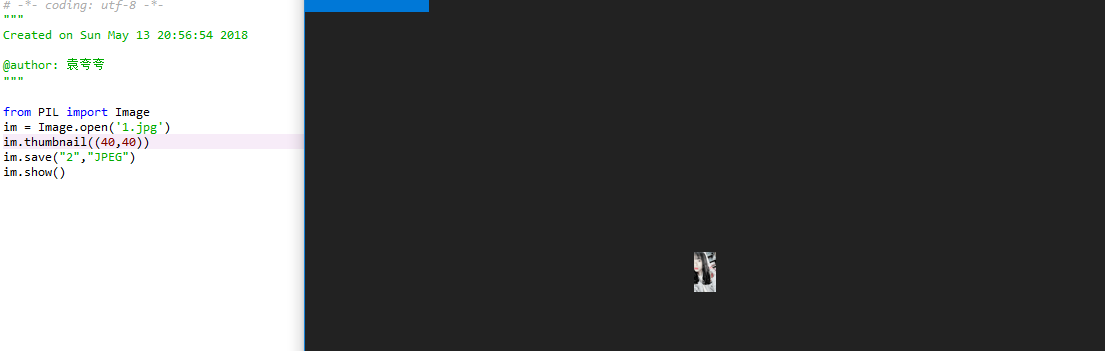 # -*- coding: utf-8 -*-
"""
Created on Sun May 13 20:56:54 2018
@author: 袁夸夸
"""
from PIL import Image
im = Image.open('1.jpg')
im.thumbnail((40,40))
im.save("2","JPEG")
im.show()